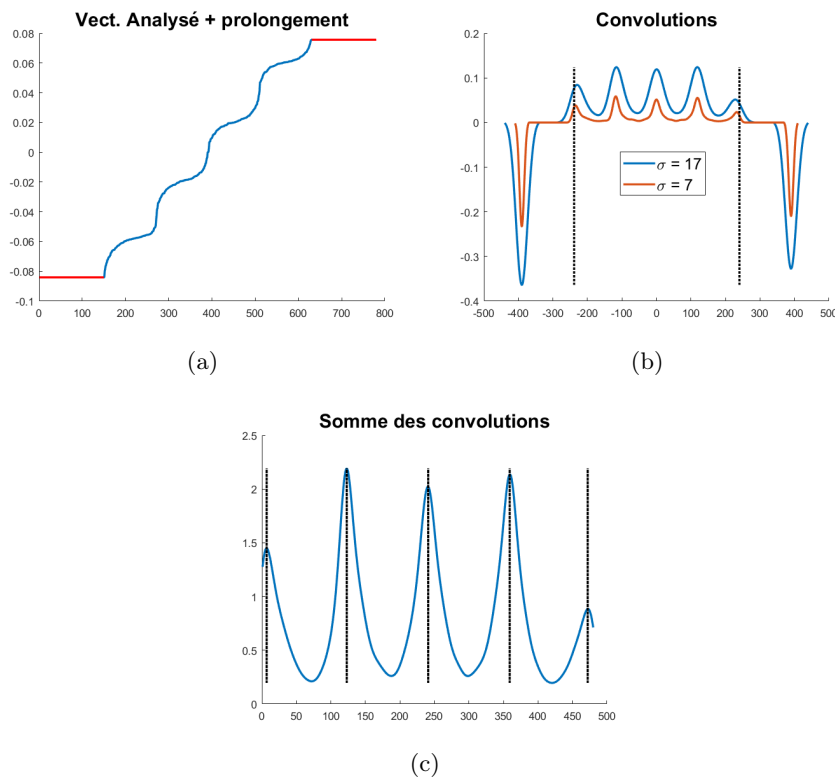 Vect. Analysé + prolongement
0.08
0.06
0.04
0.02
0
-0.02
-0.04
-0.06
-0.08
-0.1
0 100 200 300 400 500 600 700 800
(a)
Convolutions
0.2
0.1
0
-0.1
-0.2
-0.3
-0.4
σ = 17
σ = 7
-500 -400 -300 -200 -100 0 100 200 300 400 500
(b)
Somme des convolutions
2.5
2
1.5
1
0.5
0
0 50 100 150 200 250 300 350 400 450 500
(c)